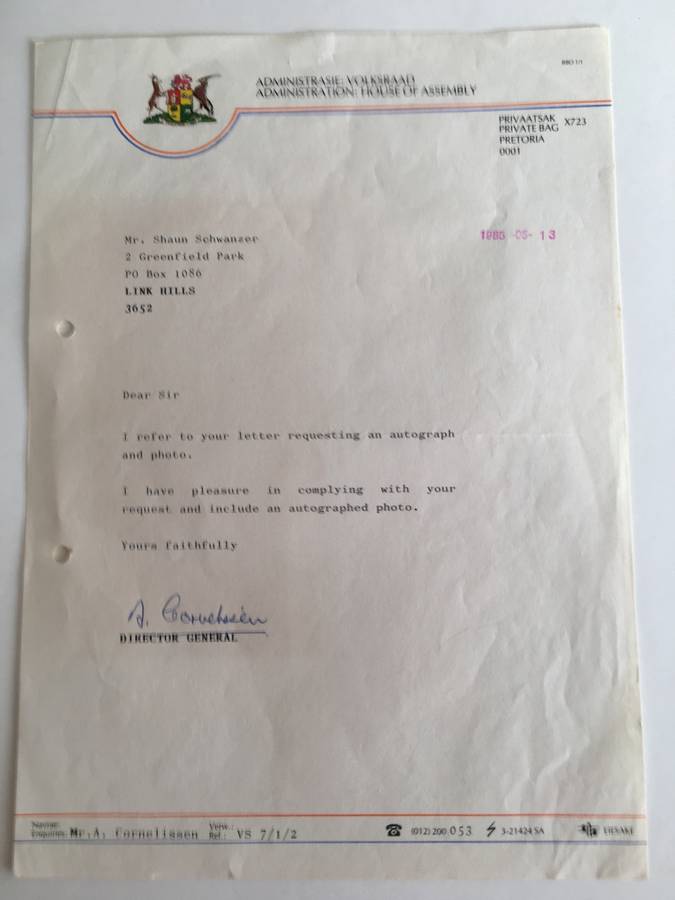 BBO 1/1
ADMINISTRASIE: VOLKSRAAD
ADMINISTRATION: HOUSE OF ASSEMBLY
PRIVAATSAK
PRIVATE BAG X723
PRETORIA
0001
Mr. Shaun Schwanzer
2 Greenfield Park
PO Box 1086
LINK HILLS
3652
-05- 13
Dear Sir
I refer to your letter requesting an autograph
and photo.
I have pleasure in complying with your
request and include an autographed photo.
Yours faithfully
A. Cornelissen
DIRECTOR GENERAL
Navrae:
Enquiries: Mr.A. Cornelissen
Verw.:
Ref.: VS 7/1/2
(012) 200 053
3-21424 SA